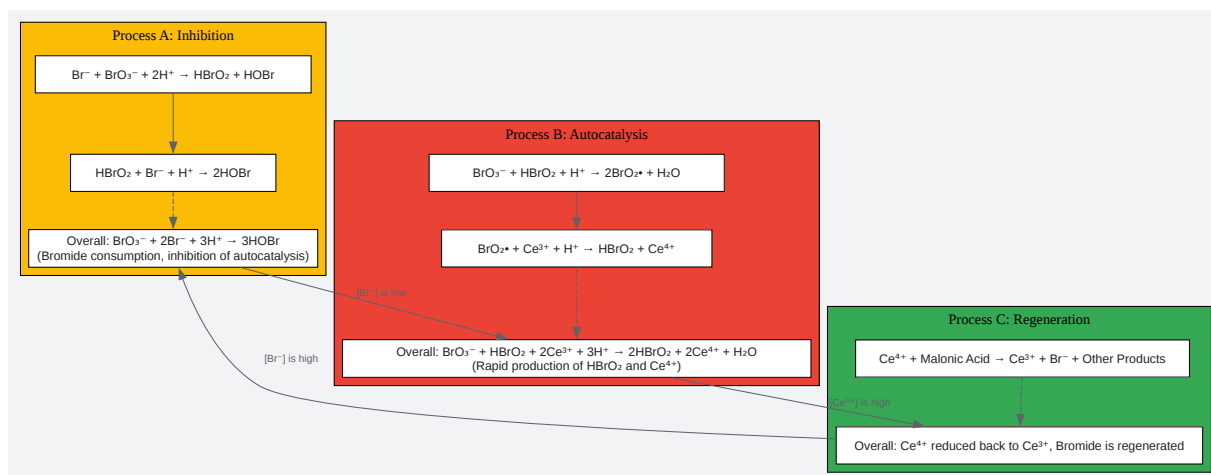 Process A: Inhibition
Br⁻ + BrO₃⁻ + 2H⁺ → HBrO₂ + HOBr
HBrO₂ + Br⁻ + H⁺ → 2HOBr
Overall: BrO₃⁻ + 2Br⁻ + 3H⁺ → 3HOBr
(Bromide consumption, inhibition of autocatalysis)
[Br⁻] is low
[Br⁻] is high
Process B: Autocatalysis
BrO₃⁻ + HBrO₂ + H⁺ → 2BrO₂• + H₂O
BrO₂• + Ce³⁺ + H⁺ → HBrO₂ + Ce⁴⁺
Overall: BrO₃⁻ + HBrO₂ + 2Ce³⁺ + 3H⁺ → 2HBrO₂ + 2Ce⁴⁺ + H₂O
(Rapid production of HBrO₂ and Ce⁴⁺)
[Ce⁴⁺] is high
Process C: Regeneration
Ce⁴⁺ + Malonic Acid → Ce³⁺ + Br⁻ + Other Products
Overall: Ce⁴⁺ reduced back to Ce³⁺, Bromide is regenerated